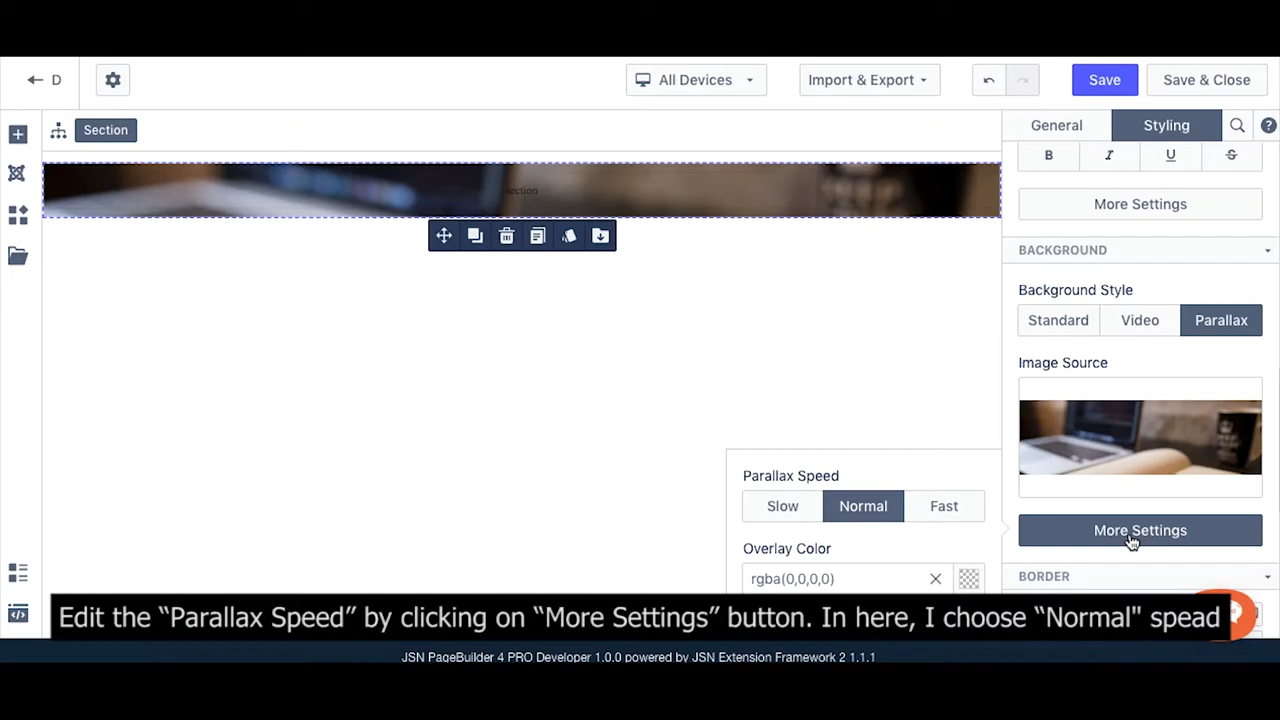 D
All Devices
Import & Export
Save
Save & Close
Section
General
Styling
section
B
I
U
S
More Settings
BACKGROUND
Background Style
Standard
Video
Parallax
Image Source
Parallax Speed
Slow
Normal
Fast
More Settings
Overlay Color
rgba(0,0,0,0)
BORDER
Edit the “Parallax Speed” by clicking on “More Settings” button. In here, I choose “Normal" spead
JSN PageBuilder 4 PRO Developer 1.0.0 powered by JSN Extension Framework 2 1.1.1